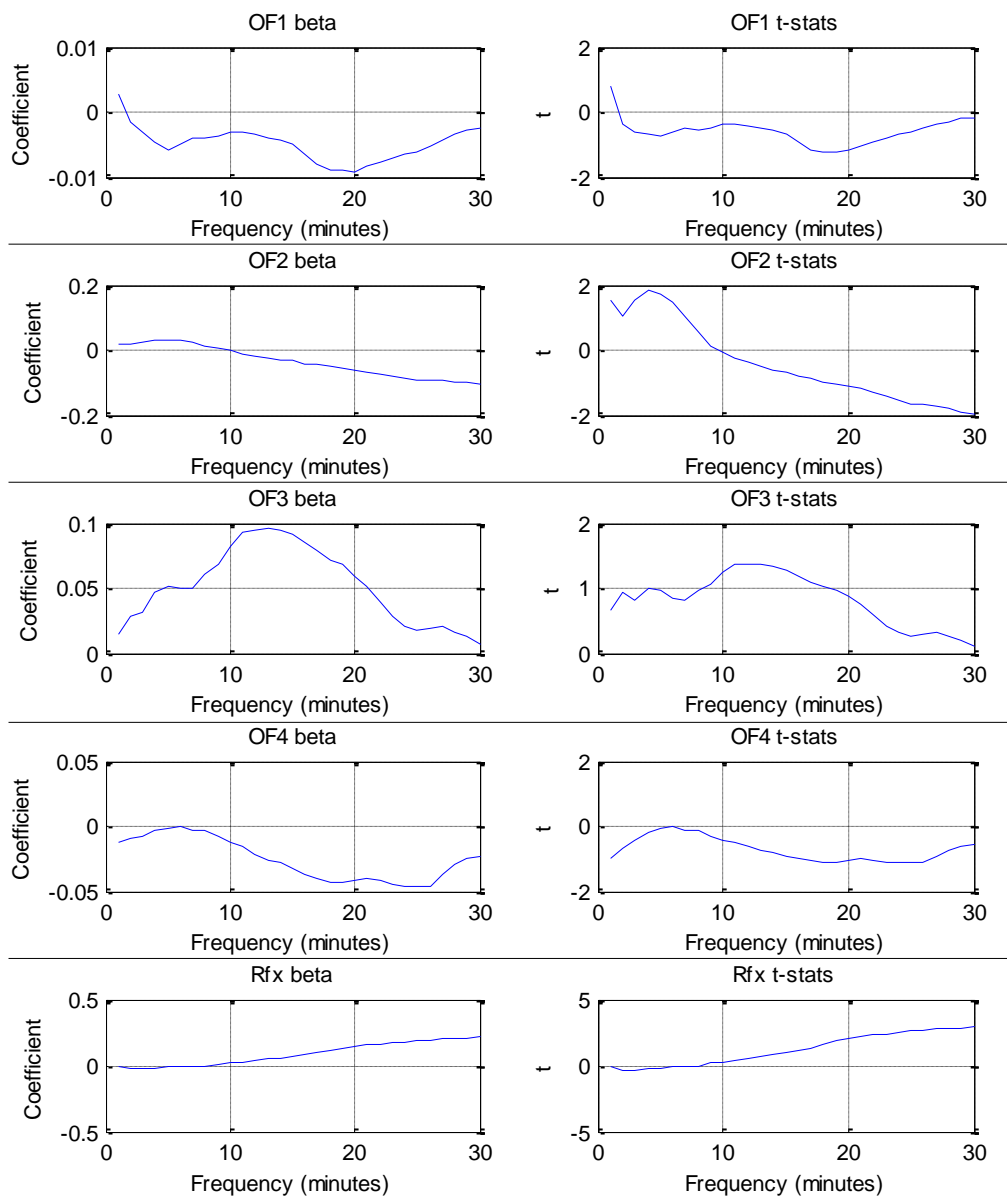 OF1 beta
0.01
0
-0.01
Coefficient
0 10 20 30
Frequency (minutes)
OF1 t-stats
2
0
-2
t
0 10 20 30
Frequency (minutes)
OF2 beta
0.2
0
-0.2
Coefficient
0 10 20 30
Frequency (minutes)
OF2 t-stats
2
0
-2
t
0 10 20 30
Frequency (minutes)
OF3 beta
0.1
0.05
0
Coefficient
0 10 20 30
Frequency (minutes)
OF3 t-stats
2
1
0
t
0 10 20 30
Frequency (minutes)
OF4 beta
0.05
0
-0.05
Coefficient
0 10 20 30
Frequency (minutes)
OF4 t-stats
2
0
-2
t
0 10 20 30
Frequency (minutes)
Rfx beta
0.5
0
-0.5
Coefficient
0 10 20 30
Frequency (minutes)
Rfx t-stats
5
0
-5
t
0 10 20 30
Frequency (minutes)